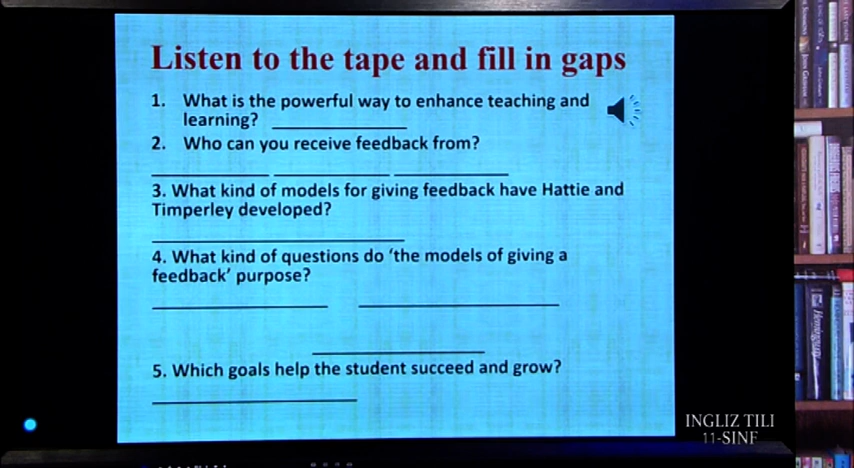 Listen to the tape and fill in gaps
1. What is the powerful way to enhance teaching and
learning?
2. Who can you receive feedback from?
3. What kind of models for giving feedback have Hattie and
Timperley developed?
4. What kind of questions do ‘the models of giving a
feedback’ purpose?
5. Which goals help the student succeed and grow?
INGLIZ TILI
11-SINF
Hemingway